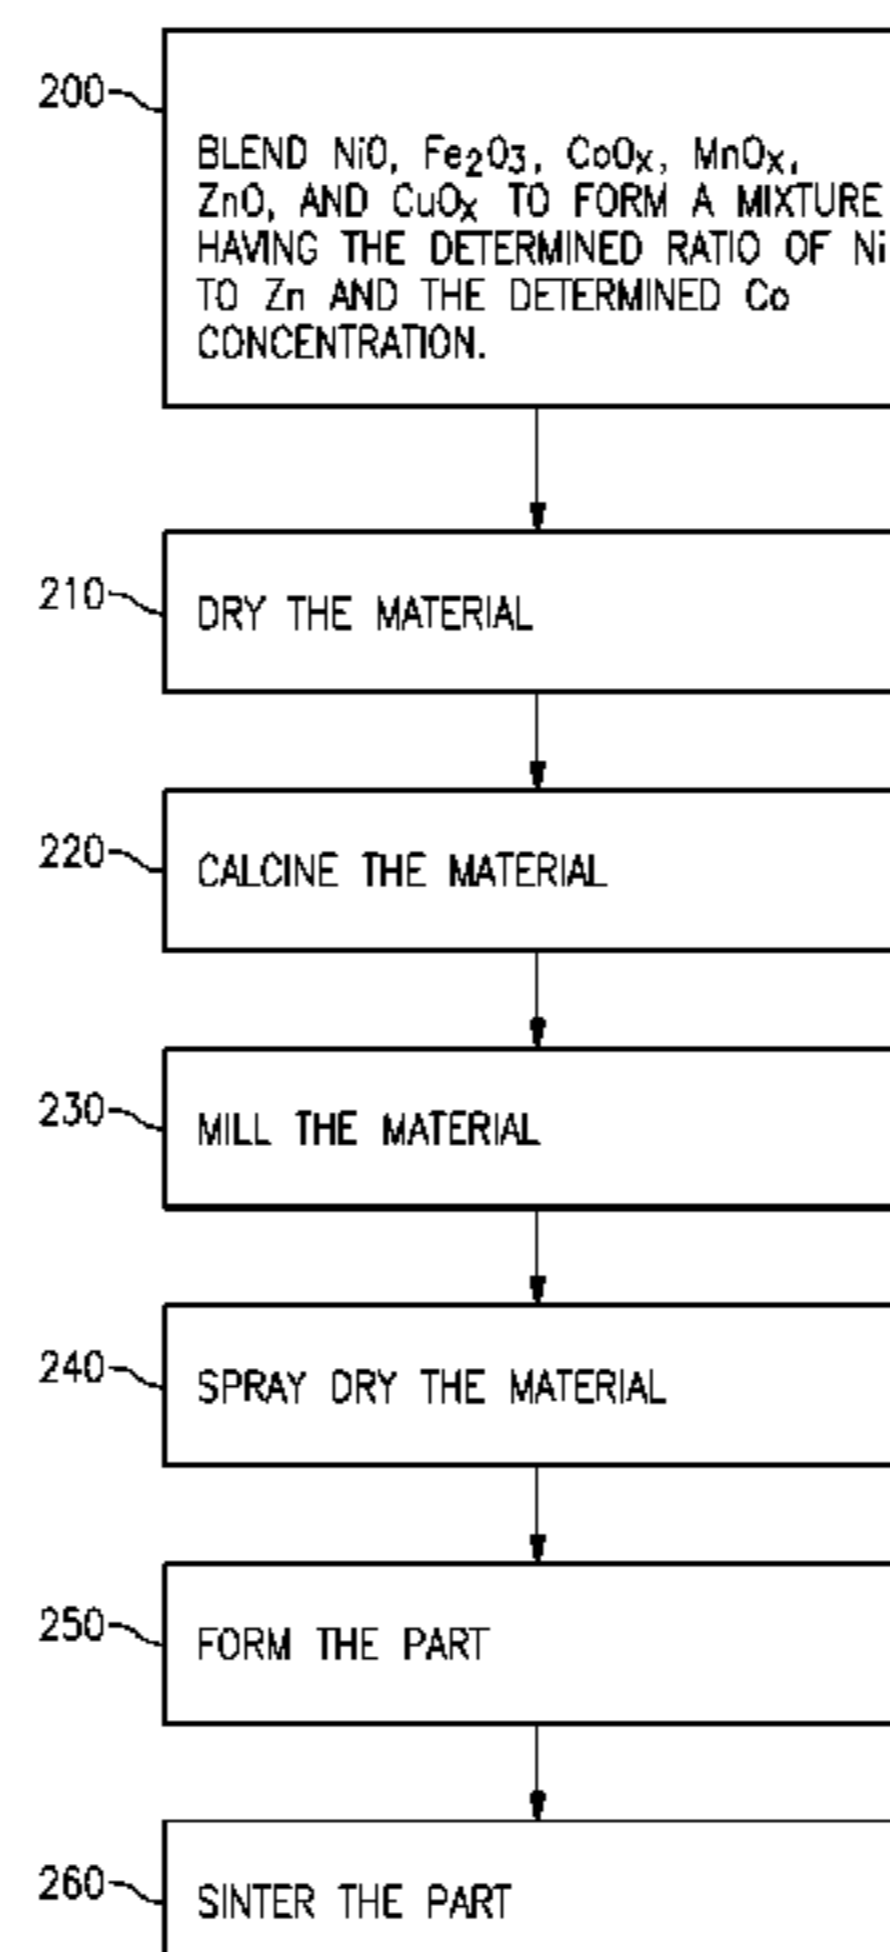 200
BLEND NiO, Fe₂O₃, CoOₓ, MnOₓ,
ZnO, AND CuOₓ TO FORM A MIXTURE
HAVING THE DETERMINED RATIO OF Ni
TO Zn AND THE DETERMINED Co
CONCENTRATION.
210
DRY THE MATERIAL
220
CALCINE THE MATERIAL
230
MILL THE MATERIAL
240
SPRAY DRY THE MATERIAL
250
FORM THE PART
260
SINTER THE PART